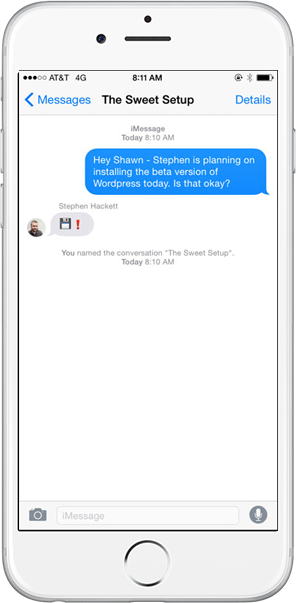 AT&T 4G 8:11 AM
Messages The Sweet Setup Details
iMessage
Today 8:10 AM
Hey Shawn - Stephen is planning on
installing the beta version of
Wordpress today. Is that okay?
Stephen Hackett
💾❗
You named the conversation "The Sweet Setup".
Today 8:10 AM
iMessage